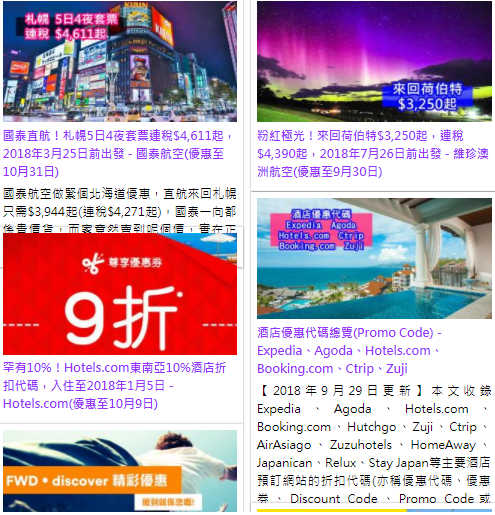 札幌 5日4夜套票
連稅 $4,611起
國泰直航！札幌5日4夜套票連稅$4,611起，
2018年3月25日前出發 - 國泰航空(優惠至
10月31日)
國泰航空做緊個北海道優惠，直航來回札幌
只需$3,944起(連稅$4,271起)，國泰一向都
尊享優惠券
9折
罕有10%！Hotels.com東南亞10%酒店折
扣代碼，入住至2018年1月5日 -
Hotels.com(優惠至10月9日)
FWD • discover 精彩優惠
搶到就係您嘅!
來回荷伯特
$3,250起
粉紅極光！來回荷伯特$3,250起，連稅
$4,390起，2018年7月26日前出發 - 維珍澳
洲航空(優惠至9月30日)
酒店優惠代碼
Expedia Agoda
Hotels.com Ctrip
Booking.com Zuji
酒店優惠代碼總覽(Promo Code) -
Expedia、Agoda、Hotels.com、
Booking.com、Ctrip、Zuji
【2018年9月29日更新】本文收錄
Expedia、Agoda、Hotels.com、
Booking.com、Hutchgo、Zuji、Ctrip、
AirAsiago、Zuzuhotels、HomeAway、
Japanican、Relux、Stay Japan等主要酒店
預訂網站的折扣代碼(亦稱優惠代碼、優惠
券、Discount Code、Promo Code或